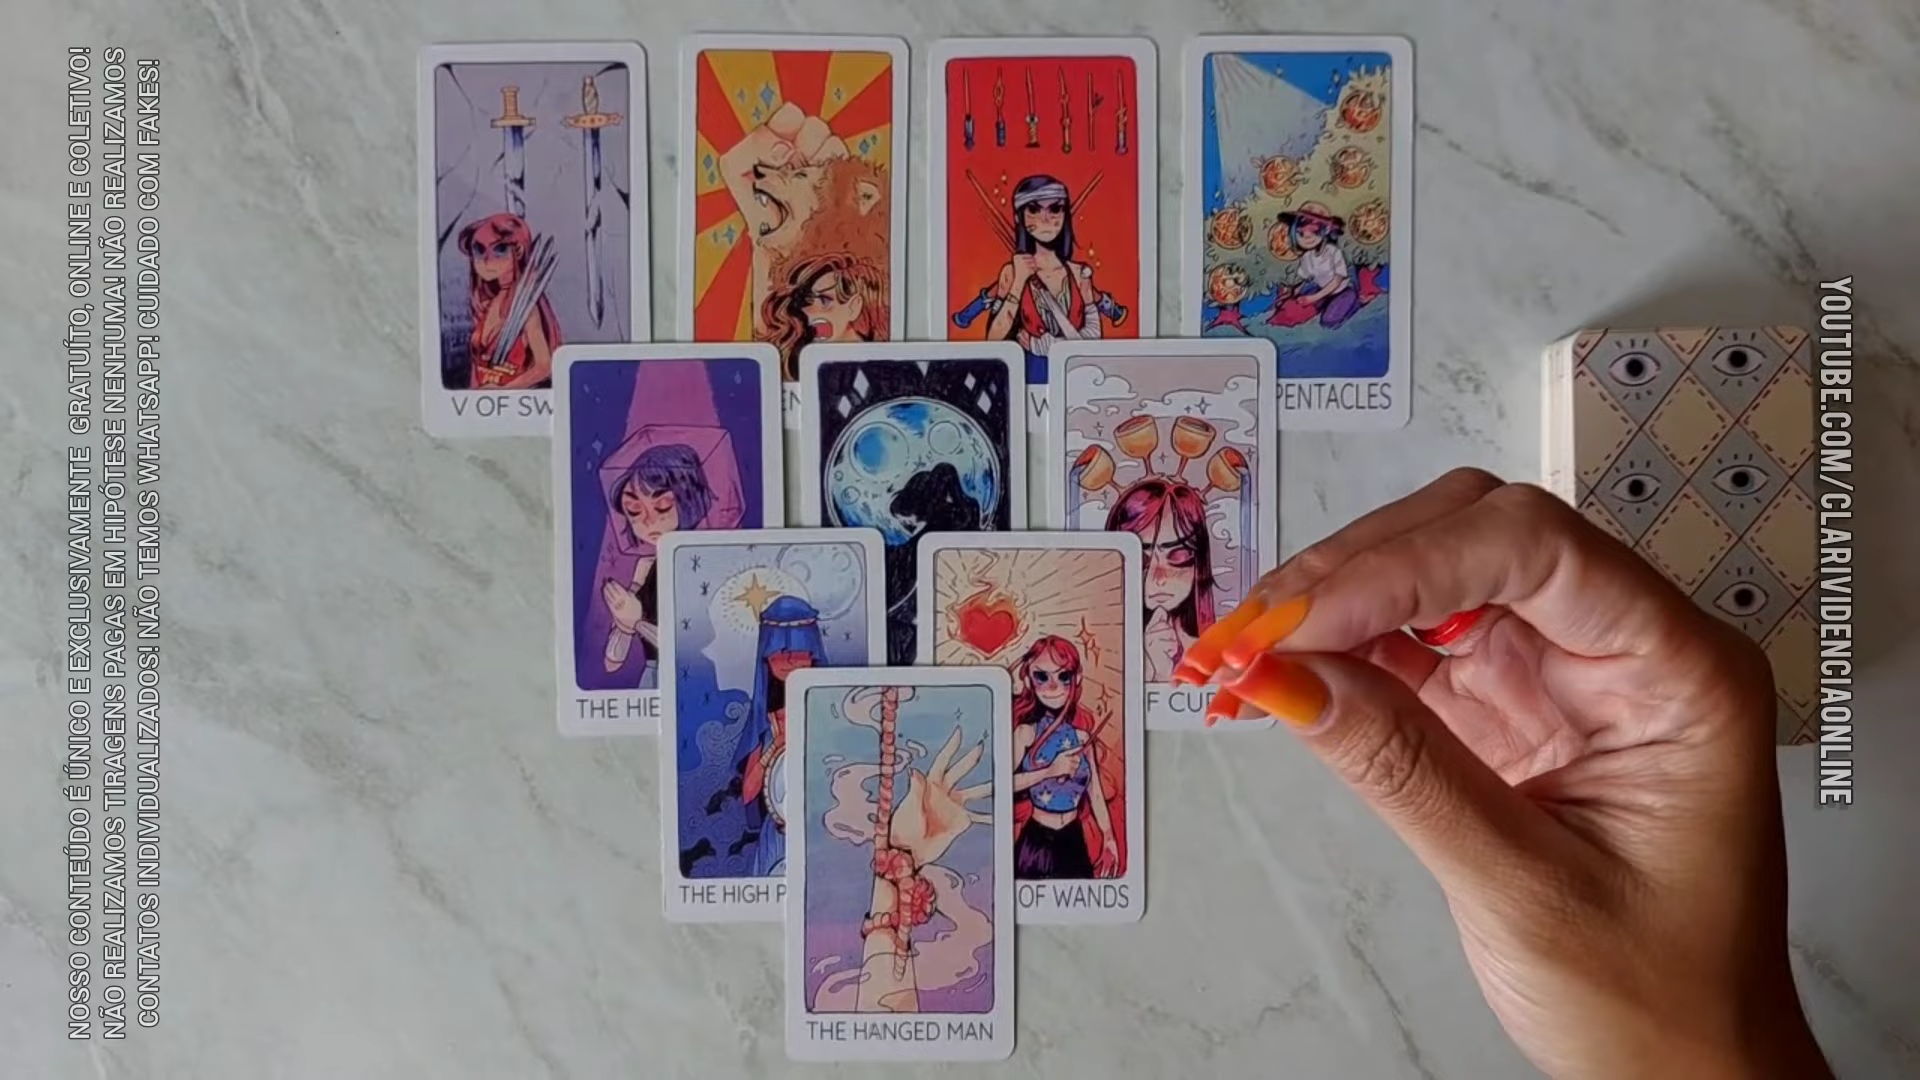 NOSSO CONTEÚDO É ÚNICO E EXCLUSIVAMENTE GRATUÍTO, ONLINE E COLETIVO!
NÃO REALIZAMOS TIRAGENS PAGAS EM HIPÓTESE NENHUMA! NÃO REALIZAMOS
CONTATOS INDIVIDUALIZADOS! NÃO TEMOS WHATSAPP! CUIDADO COM FAKES!
V OF SW
EN
W
PENTACLES
THE HIE
F CU
THE HIGH P
OF WANDS
THE HANGED MAN
YOUTUBE.COM/CLARIVIDENCIAONLINE